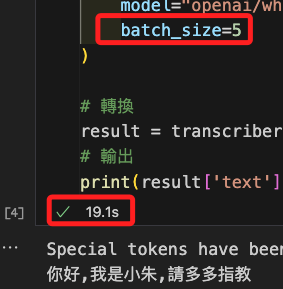 model="openai/wh
batch_size=5
)
# 轉換
result = transcriber
# 輸出
print(result['text']
[4]
19.1s
...
Special tokens have been
你好,我是小朱,請多多指教